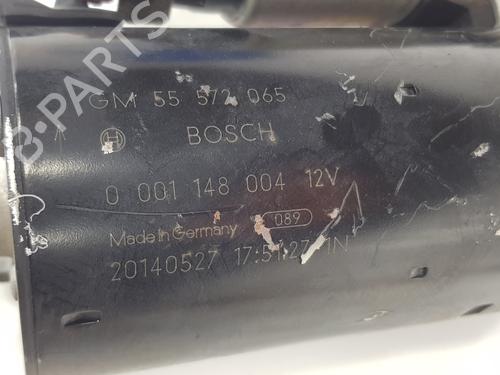 GM 55 572 065
BOSCH
0 001 148 004 12V
Made in Germany 089
20140527 17:51:27 1N
B-PARTS